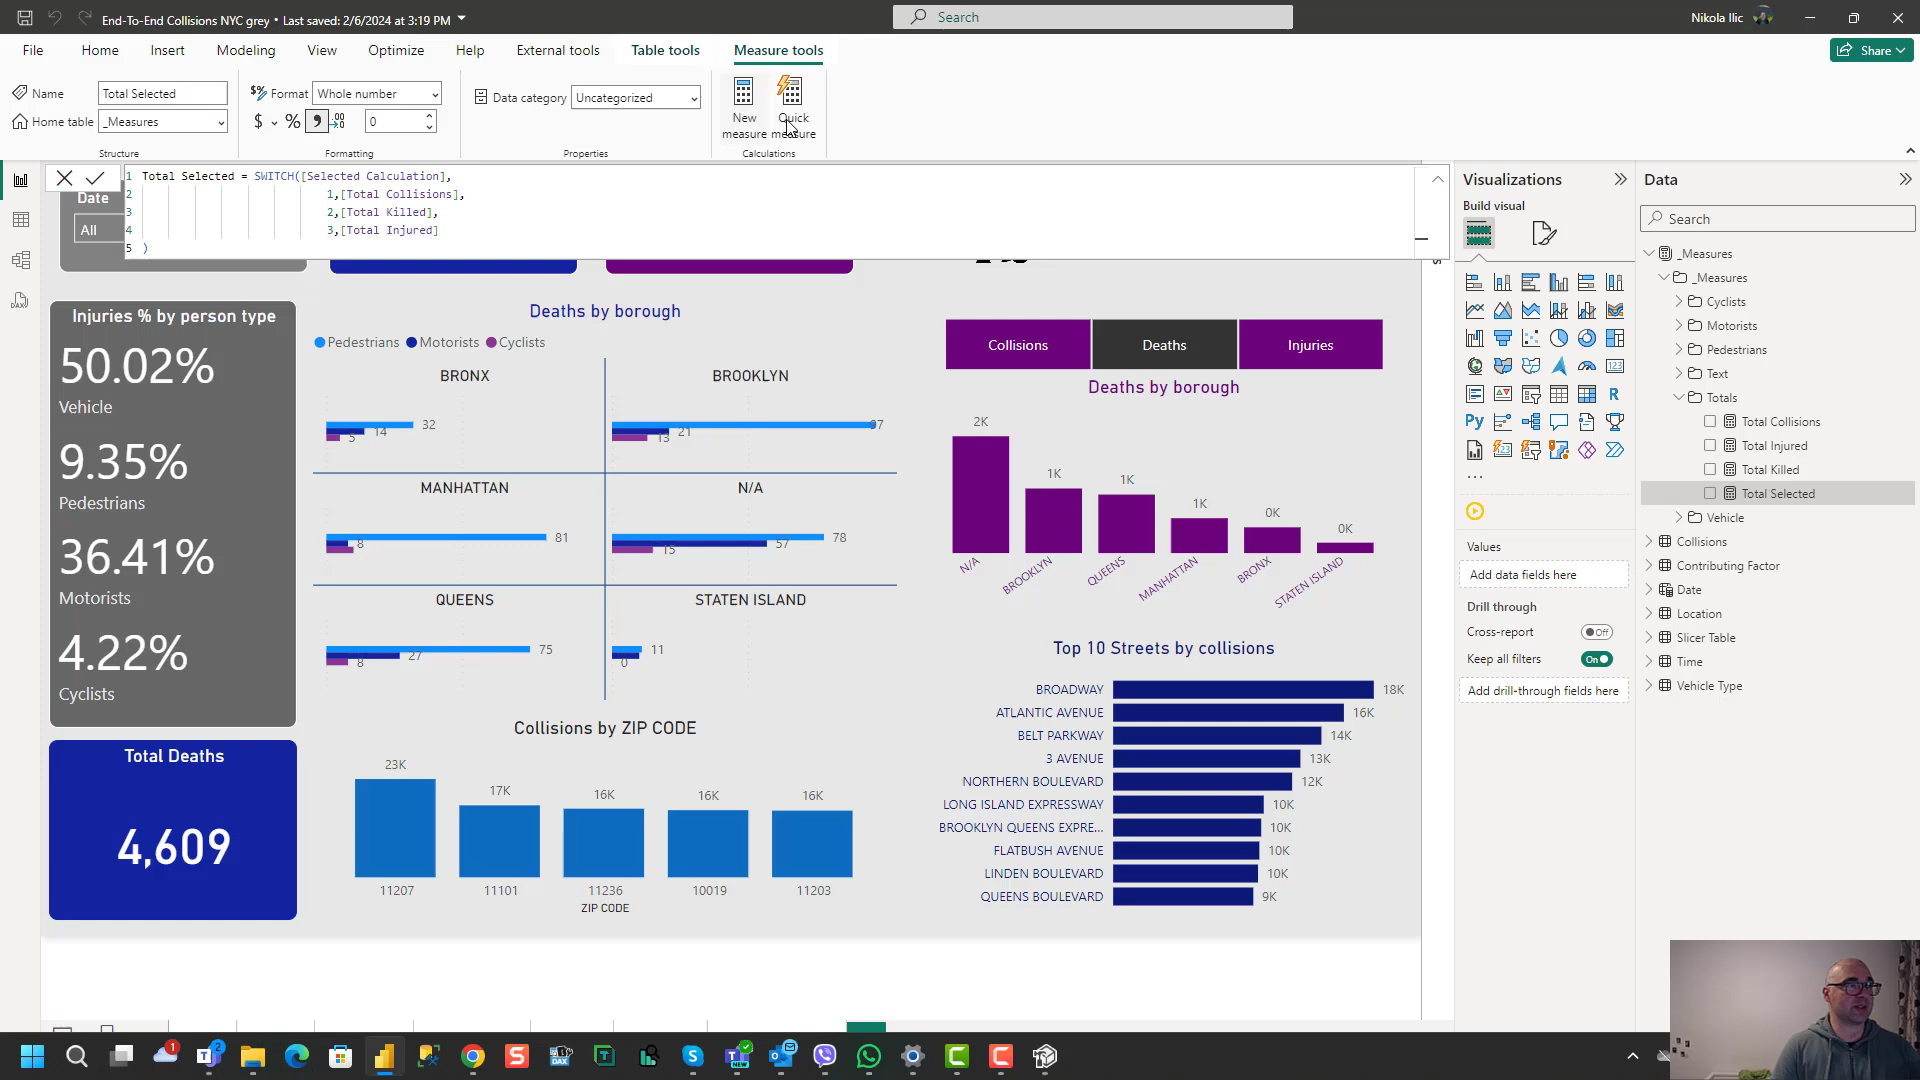 End-To-End Collisions NYC grey • Last saved: 2/6/2024 at 3:19 PM
Search
Nikola Ilic
File
Home
Insert
Modeling
View
Optimize
Help
External tools
Table tools
Measure tools
Share
Name
Total Selected
Format
Whole number
Data category
Uncategorized
Home table
_Measures
$
%
0
New
measure
Quick
measure
Structure
Formatting
Properties
Calculations
1 Total Selected = SWITCH([Selected Calculation],
2 1,[Total Collisions],
3 2,[Total Killed],
4 3,[Total Injured]
5 )
Date
All
Injuries % by person type
50.02%
Vehicle
9.35%
Pedestrians
36.41%
Motorists
4.22%
Cyclists
Total Deaths
4,609
Deaths by borough
Pedestrians Motorists Cyclists
BRONX
32
14
5
BROOKLYN
97
21
13
MANHATTAN
81
8
N/A
78
57
15
QUEENS
75
27
8
STATEN ISLAND
11
0
Collisions by ZIP CODE
23K
17K
16K
16K
16K
11207
11101
11236
10019
11203
ZIP CODE
Collisions
Deaths
Injuries
Deaths by borough
2K
1K
1K
1K
0K
0K
N/A
BROOKLYN
QUEENS
MANHATTAN
BRONX
STATEN ISLAND
Top 10 Streets by collisions
BROADWAY 18K
ATLANTIC AVENUE 16K
BELT PARKWAY 14K
3 AVENUE 13K
NORTHERN BOULEVARD 12K
LONG ISLAND EXPRESSWAY 10K
BROOKLYN QUEENS EXPRE... 10K
FLATBUSH AVENUE 10K
LINDEN BOULEVARD 10K
QUEENS BOULEVARD 9K
Visualizations
Build visual
R
Py
...
Values
Add data fields here
Drill through
Cross-report Off
Keep all filters On
Add drill-through fields here
Data
Search
_Measures
_Measures
Cyclists
Motorists
Pedestrians
Text
Totals
Total Collisions
Total Injured
Total Killed
Total Selected
Vehicle
Collisions
Contributing Factor
Date
Location
Slicer Table
Time
Vehicle Type